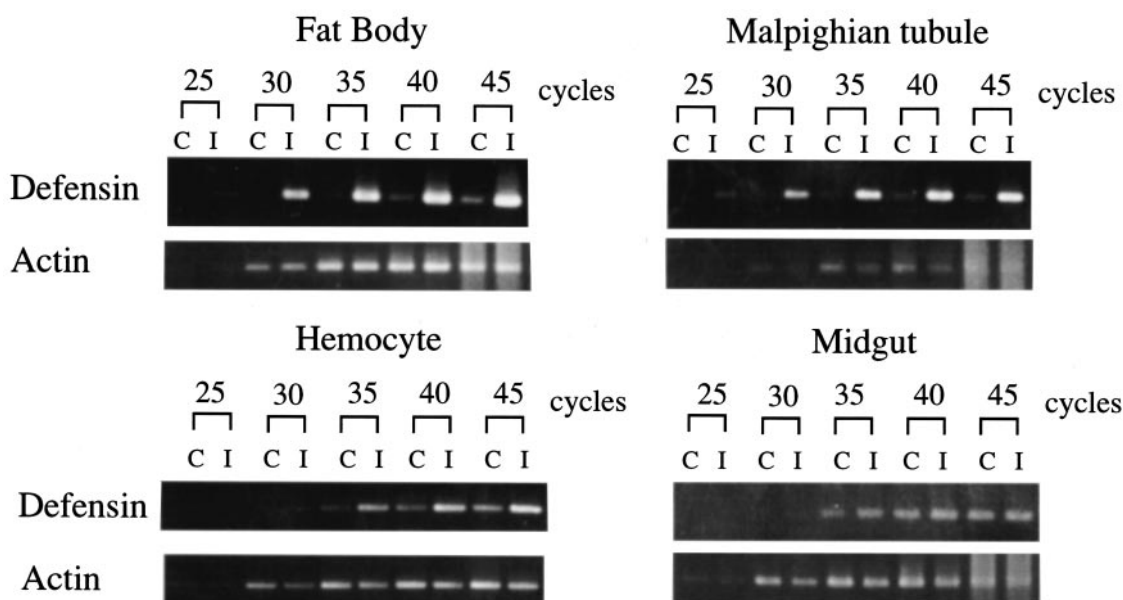 Fat Body
25 30 35 40 45 cycles
C I C I C I C I C I
Defensin
Actin
Malpighian tubule
25 30 35 40 45 cycles
C I C I C I C I C I
Hemocyte
25 30 35 40 45 cycles
C I C I C I C I C I
Defensin
Actin
Midgut
25 30 35 40 45 cycles
C I C I C I C I C I